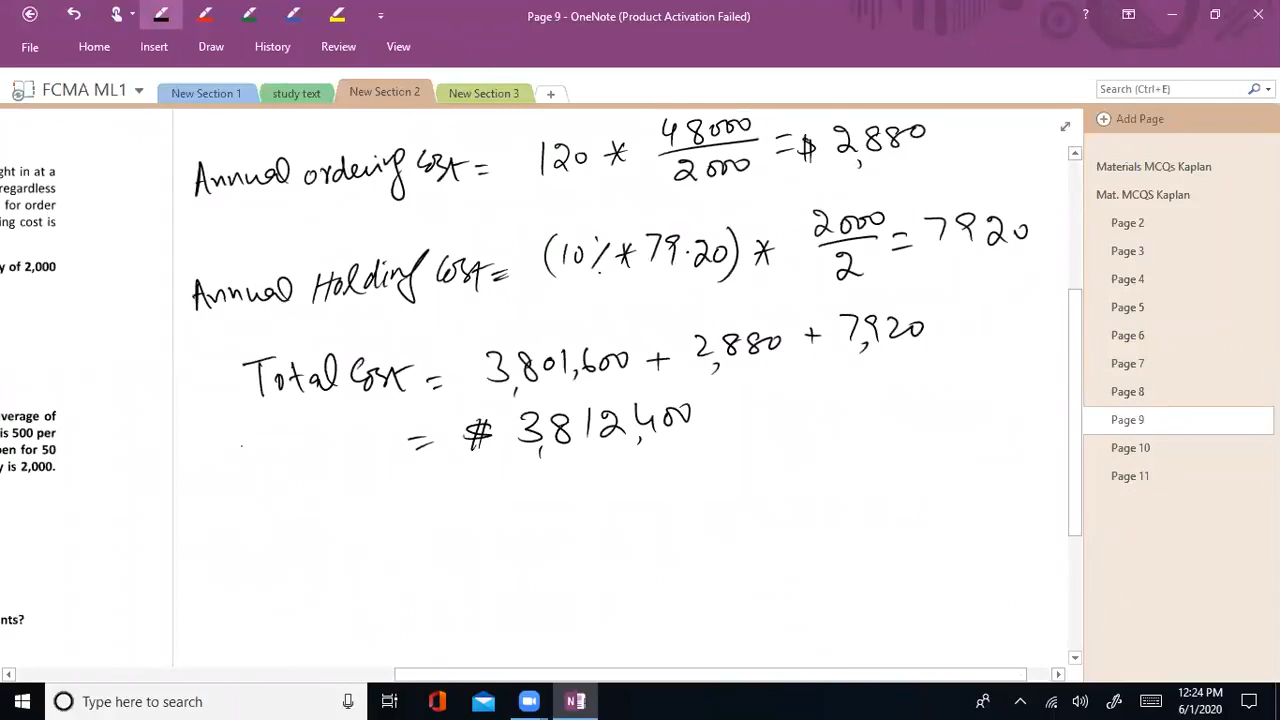 Page 9 - OneNote (Product Activation Failed)
?
File Home Insert Draw History Review View
FCMA ML1 New Section 1 study text New Section 2 New Section 3 +
Search (Ctrl+E)
Add Page
Materials MCQs Kaplan
Mat. MCQS Kaplan
Page 2
Page 3
Page 4
Page 5
Page 6
Page 7
Page 8
Page 9
Page 10
Page 11
ght in at a
regardless
for order
ing cost is
y of 2,000
verage of
is 500 per
pen for 50
y is 2,000.
nts?
Annual ordering Cost = 120 * 48000/2000 = $ 2,880
Annual Holding Cost = (10% * 79.20) * 2000/2 = 7920
Total Cost = 3,801,600 + 2,880 + 7,920
= $ 3,812,400
Type here to search
12:24 PM
6/1/2020